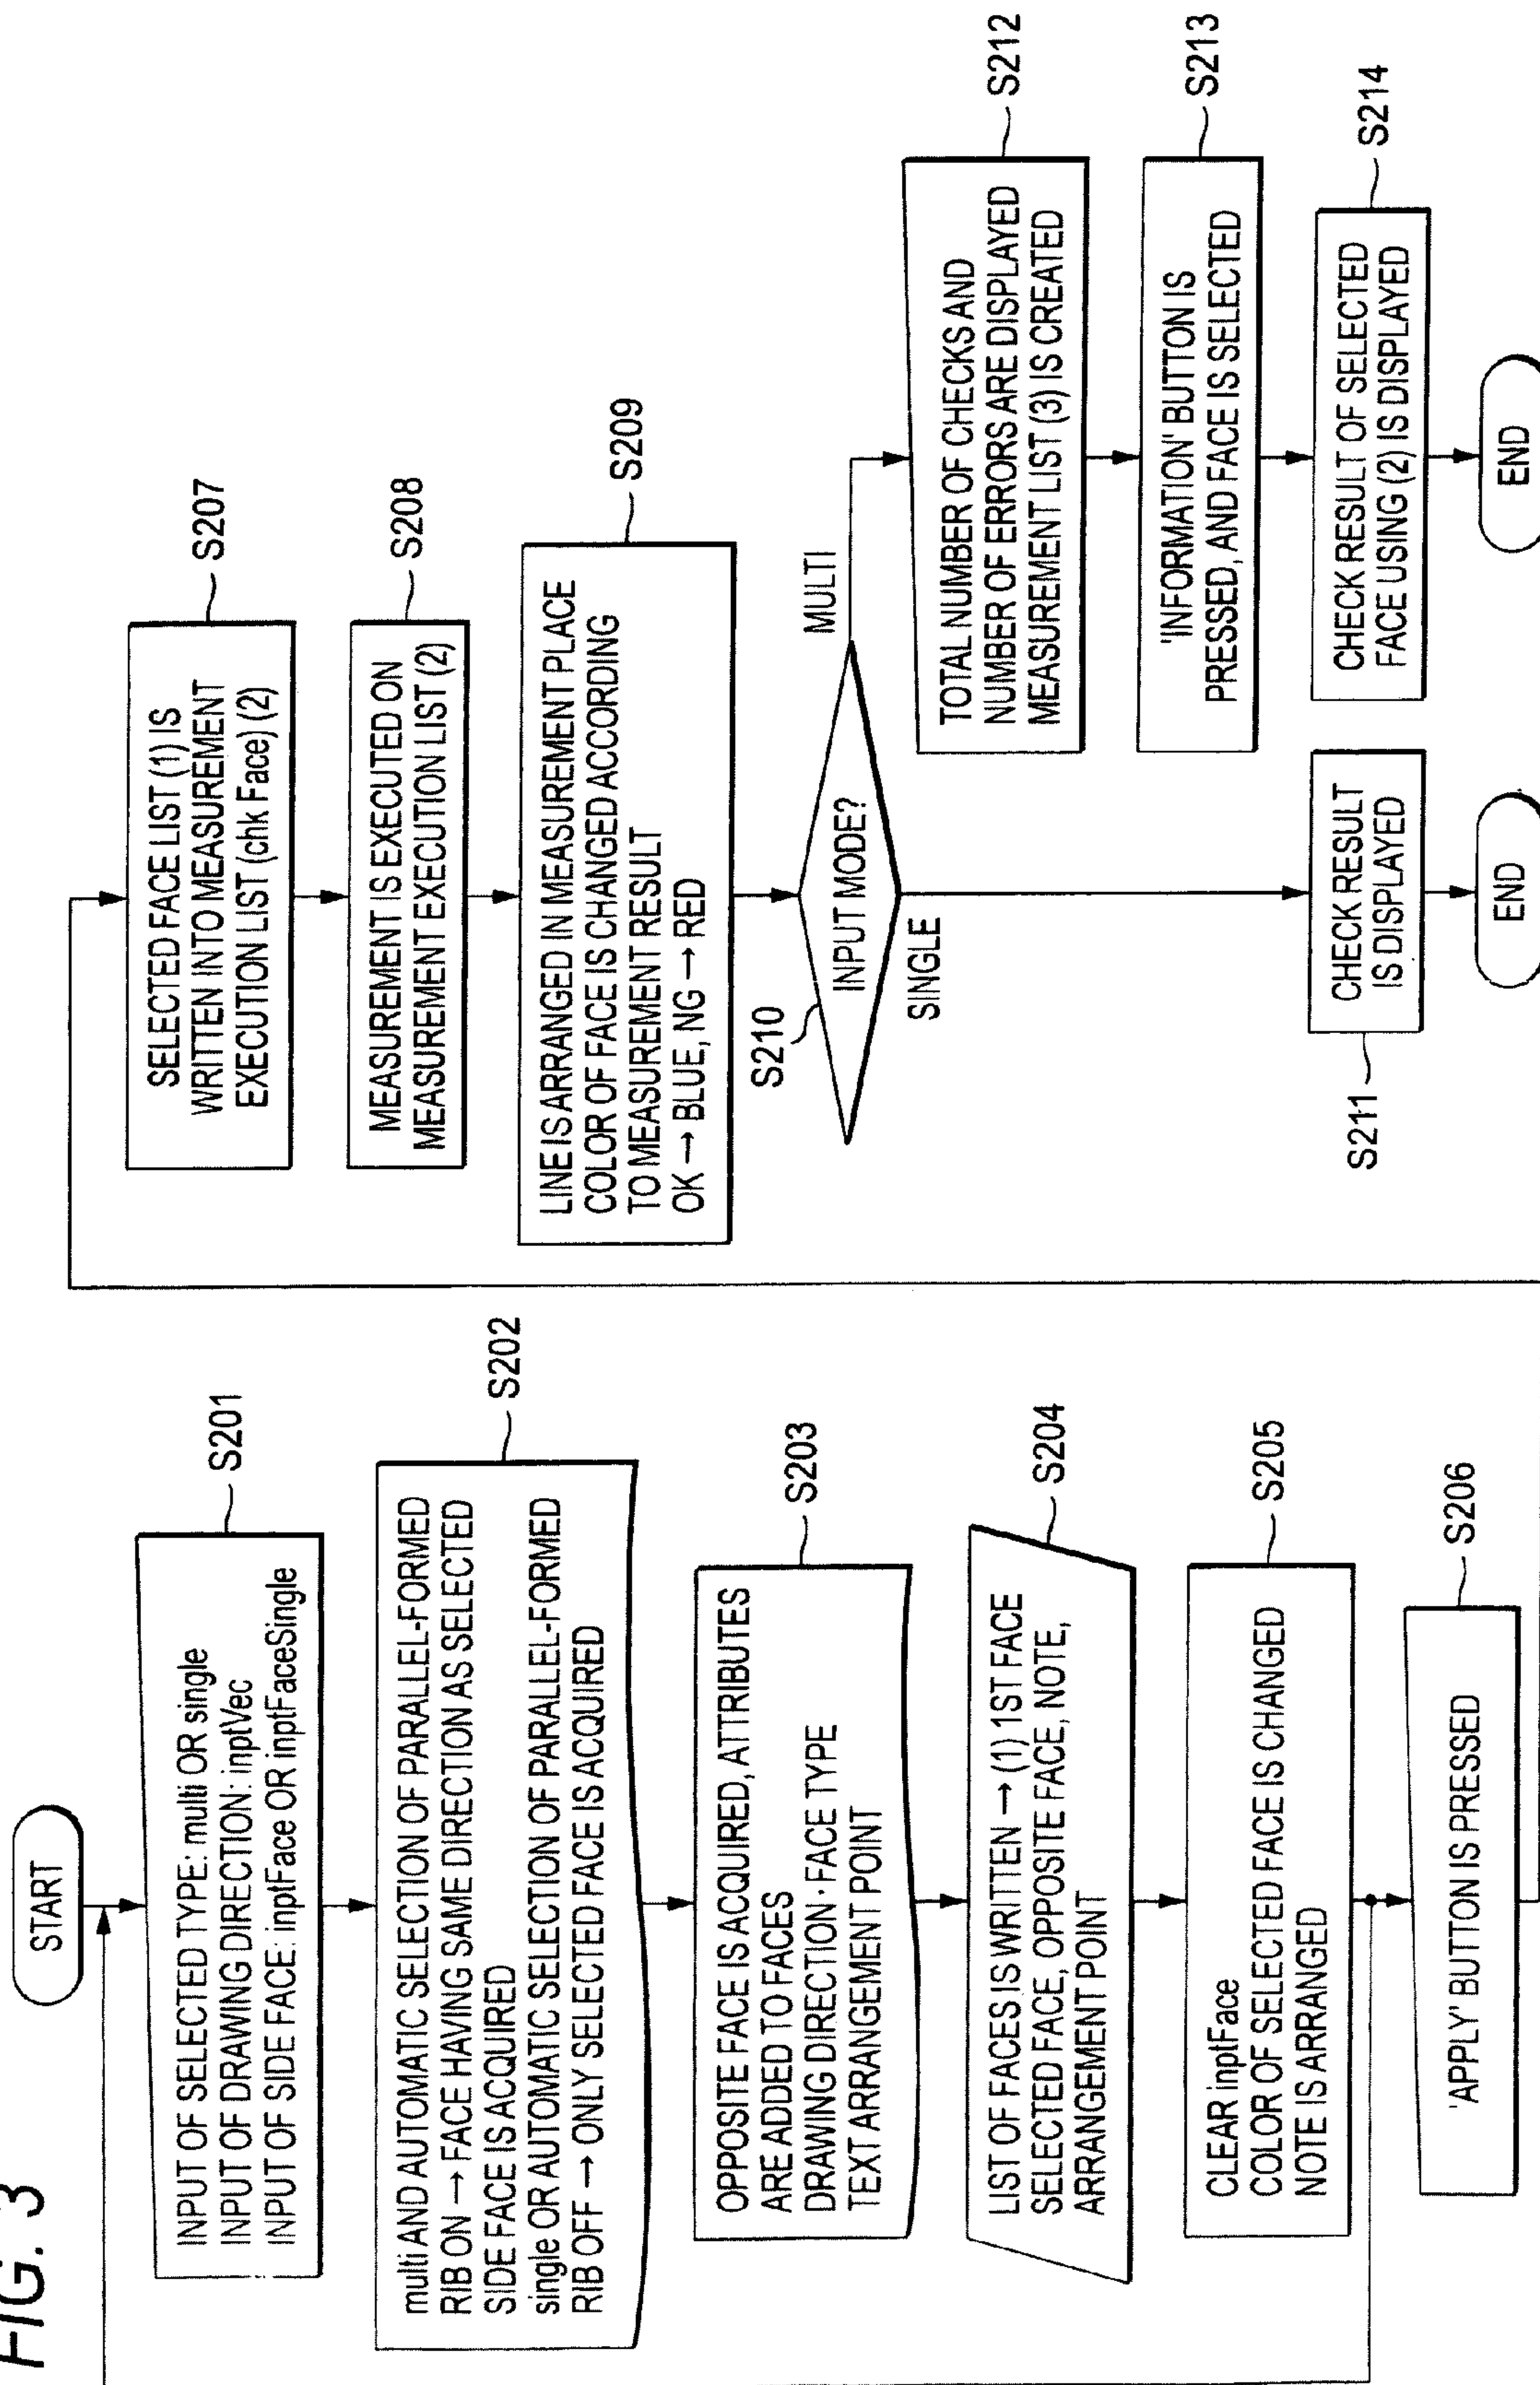 FIG. 3
START
INPUT OF SELECTED TYPE: multi OR single
INPUT OF DRAWING DIRECTION: inptVec
INPUT OF SIDE FACE: inptFace OR inptFaceSingle
S201
multi AND AUTOMATIC SELECTION OF PARALLEL-FORMED
RIB ON → FACE HAVING SAME DIRECTION AS SELECTED
SIDE FACE IS ACQUIRED
single OR AUTOMATIC SELECTION OF PARALLEL-FORMED
RIB OFF → ONLY SELECTED FACE IS ACQUIRED
S202
OPPOSITE FACE IS ACQUIRED, ATTRIBUTES
ARE ADDED TO FACES
DRAWING DIRECTION · FACE TYPE
TEXT ARRANGEMENT POINT
S203
LIST OF FACES IS WRITTEN → (1) 1ST FACE
SELECTED FACE, OPPOSITE FACE, NOTE,
ARRANGEMENT POINT
S204
CLEAR inptFace
COLOR OF SELECTED FACE IS CHANGED
NOTE IS ARRANGED
S205
'APPLY' BUTTON IS PRESSED
S206
SELECTED FACE LIST (1) IS
WRITTEN INTO MEASUREMENT
EXECUTION LIST (chk Face) (2)
S207
MEASUREMENT IS EXECUTED ON
MEASUREMENT EXECUTION LIST (2)
S208
LINE IS ARRANGED IN MEASUREMENT PLACE
COLOR OF FACE IS CHANGED ACCORDING
TO MEASUREMENT RESULT
OK → BLUE, NG → RED
S209
S210
INPUT MODE?
MULTI
SINGLE
S211
CHECK RESULT
IS DISPLAYED
END
TOTAL NUMBER OF CHECKS AND
NUMBER OF ERRORS ARE DISPLAYED
MEASUREMENT LIST (3) IS CREATED
S212
'INFORMATION' BUTTON IS
PRESSED, AND FACE IS SELECTED
S213
CHECK RESULT OF SELECTED
FACE USING (2) IS DISPLAYED
S214
END